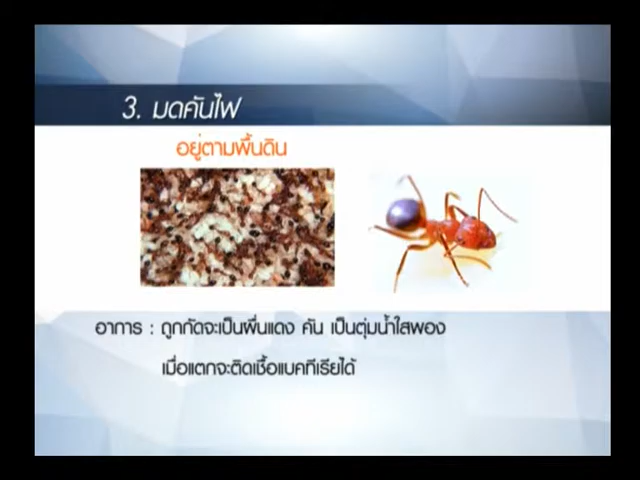 3. มดคันไฟ
อยู่ตามพื้นดิน
อาการ : ถูกกัดจะเป็นผื่นแดง คัน เป็นตุ่มน้ำใสพอง
เมื่อแตกจะติดเชื้อแบคทีเรียได้